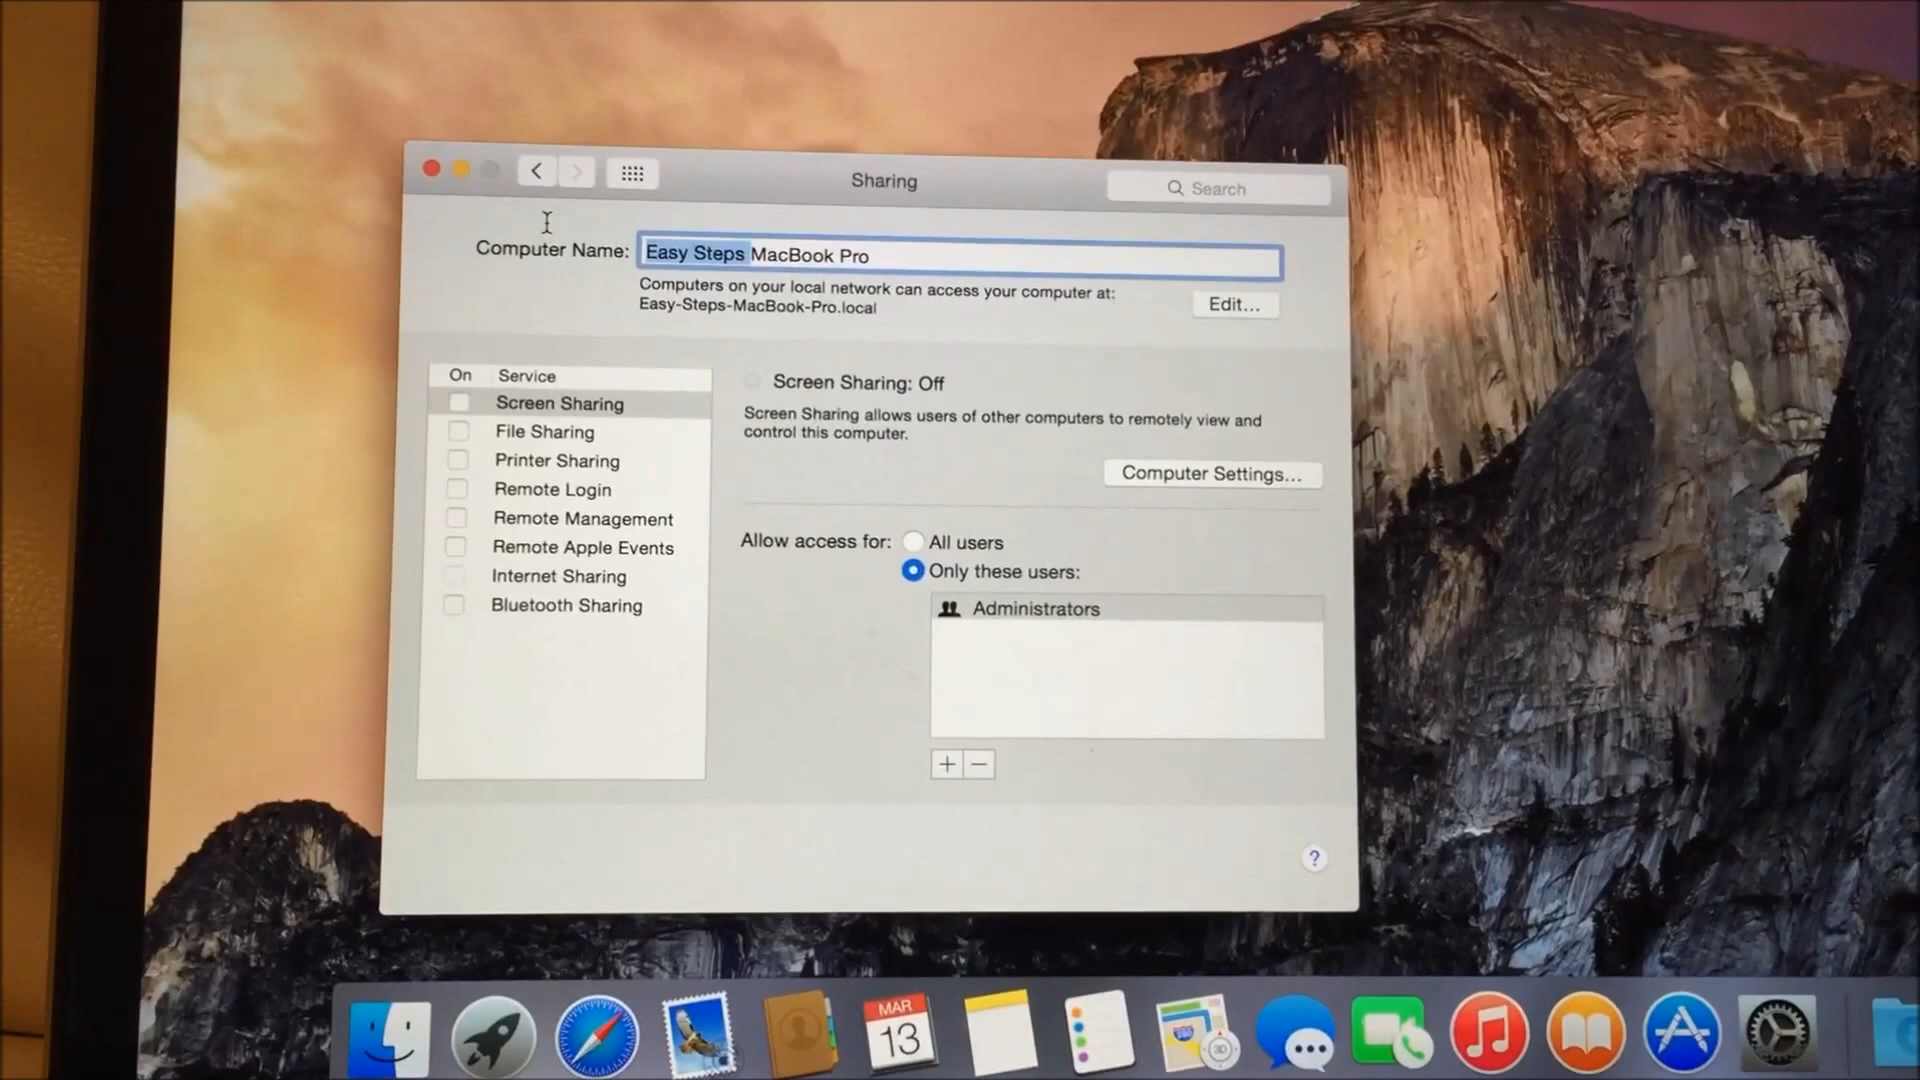 Sharing
Search
Computer Name: Easy Steps MacBook Pro
Computers on your local network can access your computer at:
Easy-Steps-MacBook-Pro.local
Edit...
On Service
Screen Sharing
File Sharing
Printer Sharing
Remote Login
Remote Management
Remote Apple Events
Internet Sharing
Bluetooth Sharing
Screen Sharing: Off
Screen Sharing allows users of other computers to remotely view and
control this computer.
Computer Settings...
Allow access for: All users
Only these users:
Administrators
+ −
?
MAR
13
280
3D